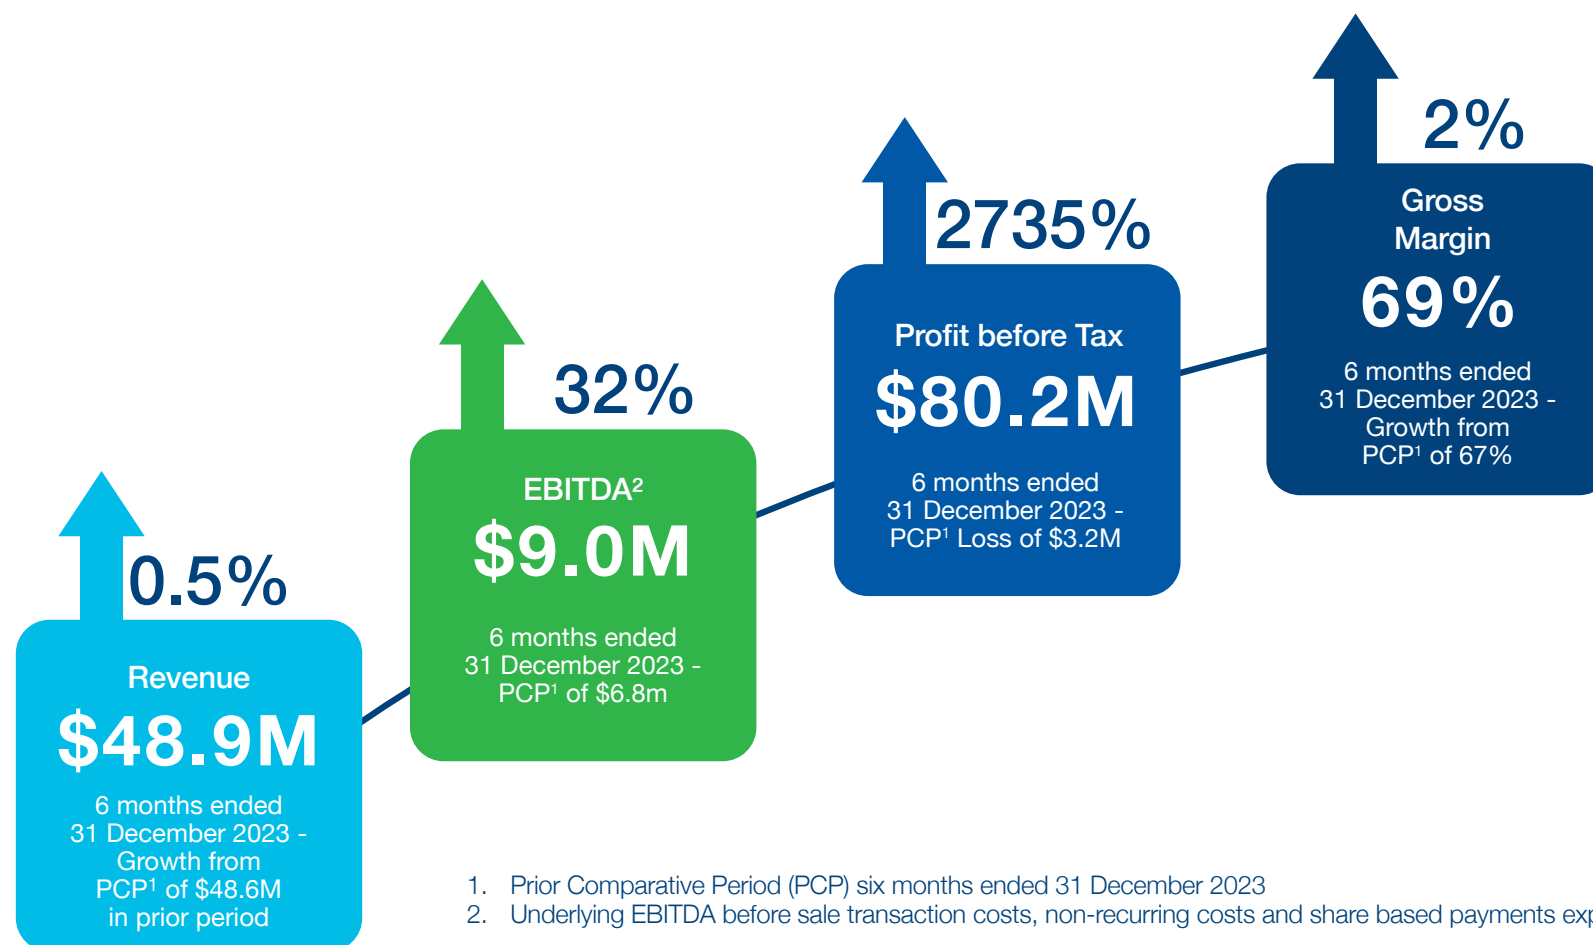 0.5%
Revenue
$48.9M
6 months ended
31 December 2023 -
Growth from
PCP¹ of $48.6M
in prior period
32%
EBITDA²
$9.0M
6 months ended
31 December 2023 -
PCP¹ of $6.8m
2735%
Profit before Tax
$80.2M
6 months ended
31 December 2023 -
PCP¹ Loss of $3.2M
2%
Gross
Margin
69%
6 months ended
31 December 2023 -
Growth from
PCP¹ of 67%
1. Prior Comparative Period (PCP) six months ended 31 December 2023
2. Underlying EBITDA before sale transaction costs, non-recurring costs and share based payments